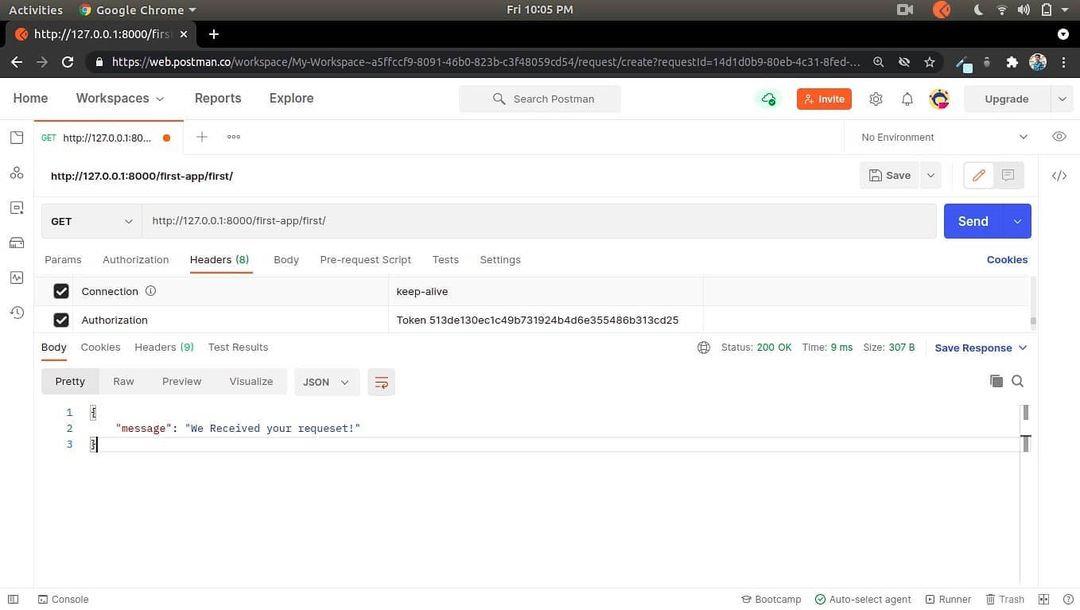 Activities Google Chrome Fri 10:05 PM
http://127.0.0.1:8000/firs
https://web.postman.co/workspace/My-Workspace~a5ffccf9-8091-46b0-823b-c3f48059cd54/request/create?requestId=14d1d0b9-80eb-4c31-8fed-...
Home Workspaces Reports Explore Search Postman Invite Upgrade
GET http://127.0.0.1:80... No Environment
http://127.0.0.1:8000/first-app/first/ Save
GET http://127.0.0.1:8000/first-app/first/ Send
Params Authorization Headers (8) Body Pre-request Script Tests Settings Cookies
Connection keep-alive
Authorization Token 513de130ec1c49b731924b4d6e355486b313cd25
Body Cookies Headers (9) Test Results Status: 200 OK Time: 9 ms Size: 307 B Save Response
Pretty Raw Preview Visualize JSON
1 {
2 "message": "We Received your requeset!"
3 }
Console Bootcamp Auto-select agent Runner Trash